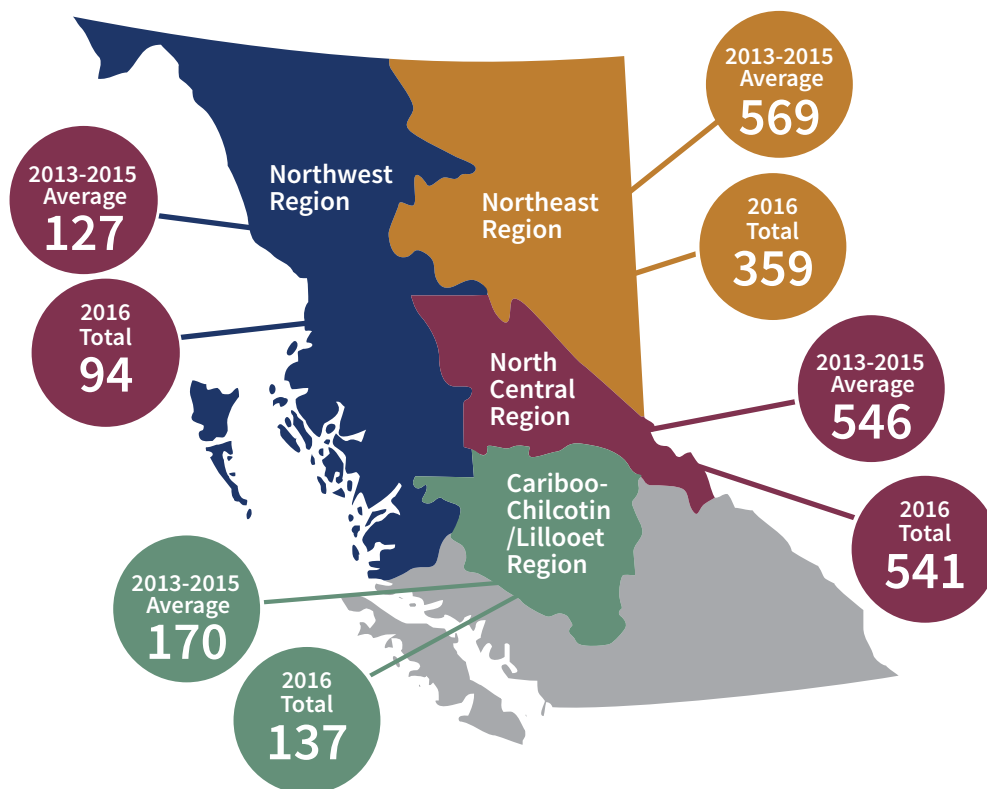 2013-2015
Average
569
2013-2015
Average
127
Northwest
Region
Northeast
Region
2016
Total
359
2016
Total
94
North
Central
Region
2013-2015
Average
546
Cariboo-
Chilcotin
/Lillooet
Region
2016
Total
541
2013-2015
Average
170
2016
Total
137